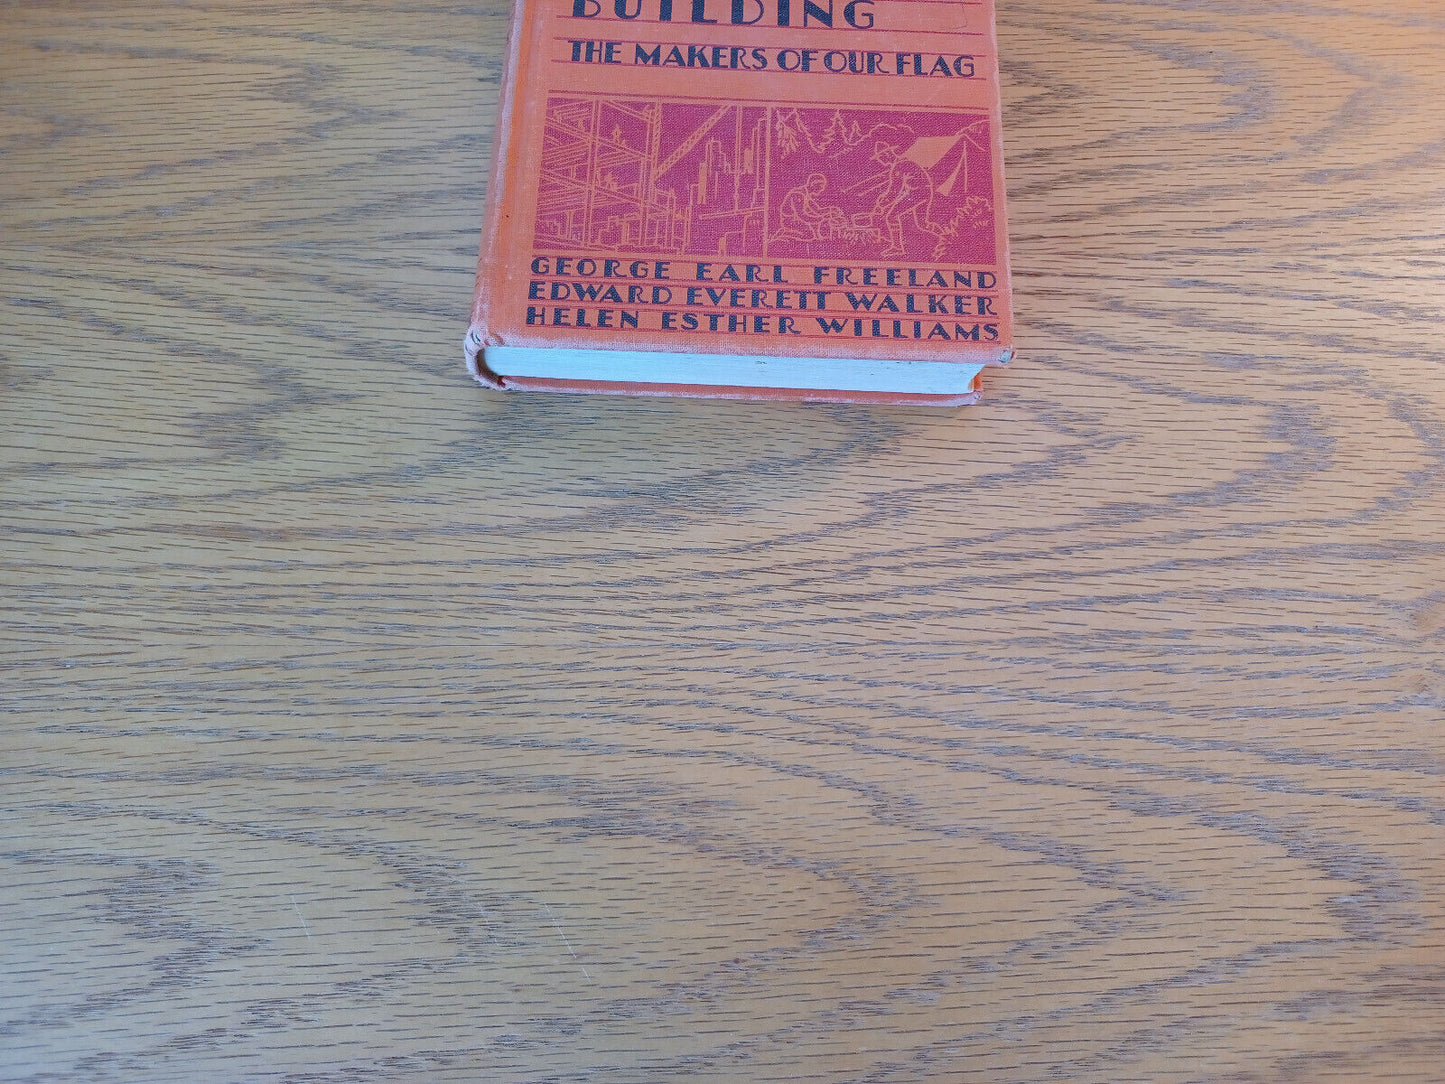 BUILDING
THE MAKERS OF OUR FLAG
GEORGE EARL FREELAND
EDWARD EVERETT WALKER
HELEN ESTHER WILLIAMS